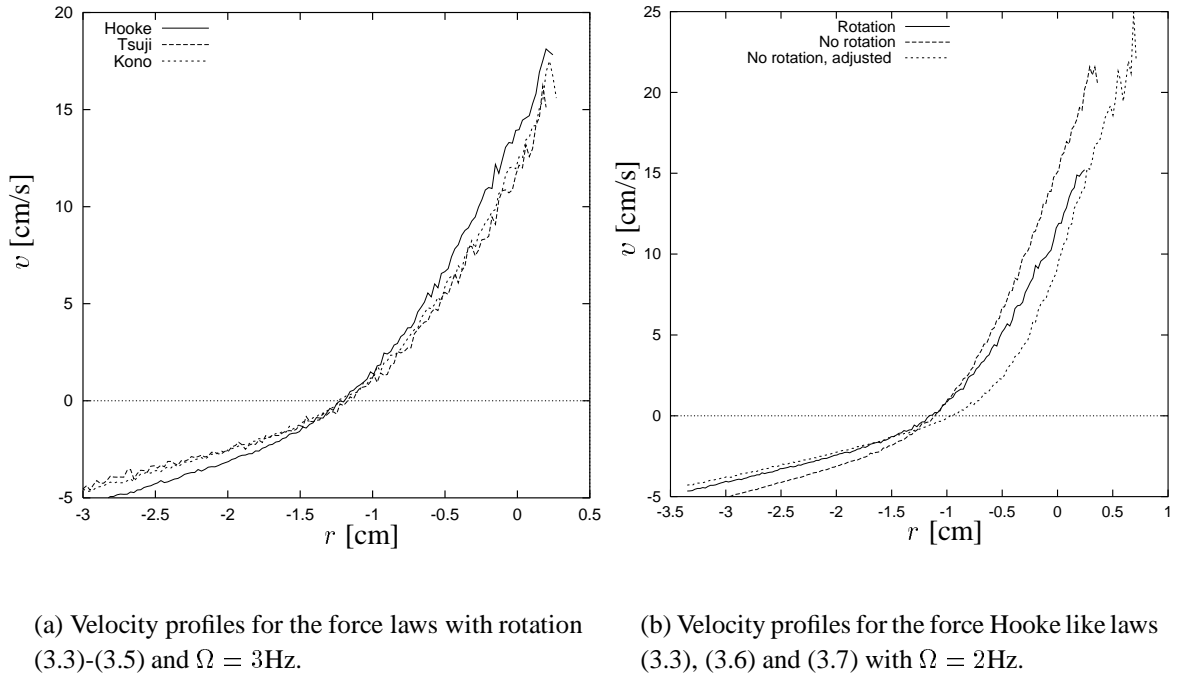 Hooke
Tsuji
Kono
20
15
10
5
0
-5
v [cm/s]
-3
-2.5
-2
-1.5
-1
-0.5
0
0.5
r [cm]
Rotation
No rotation
No rotation, adjusted
25
20
15
10
5
0
-5
v [cm/s]
-3.5
-3
-2.5
-2
-1.5
-1
-0.5
0
0.5
1
r [cm]
(a) Velocity profiles for the force laws with rotation
(3.3)-(3.5) and Ω = 3Hz.
(b) Velocity profiles for the force Hooke like laws
(3.3), (3.6) and (3.7) with Ω = 2Hz.